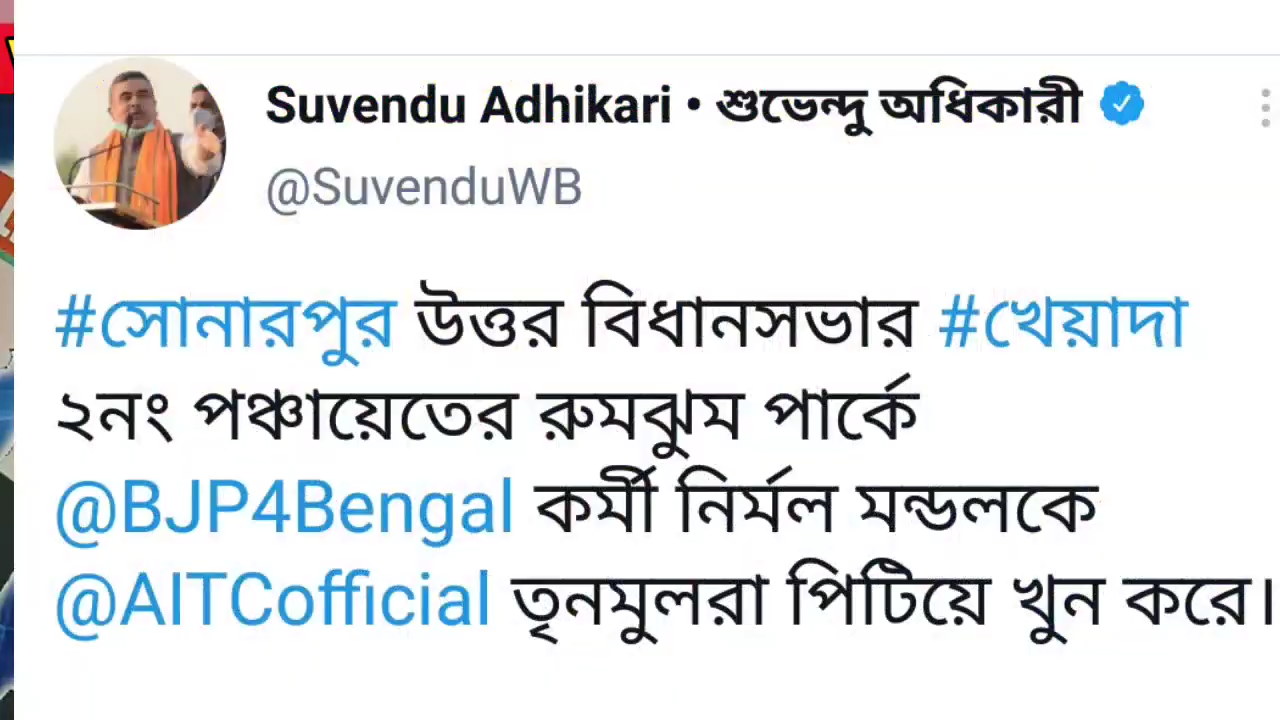 Suvendu Adhikari • শুভেন্দু অধিকারী
@SuvenduWB
#সোনারপুর উত্তর বিধানসভার #খেয়াদা
২নং পঞ্চায়েতের রুমঝুম পার্কে
@BJP4Bengal কর্মী নির্মল মন্ডলকে
@AITCofficial তৃনমুলরা পিটিয়ে খুন করে।